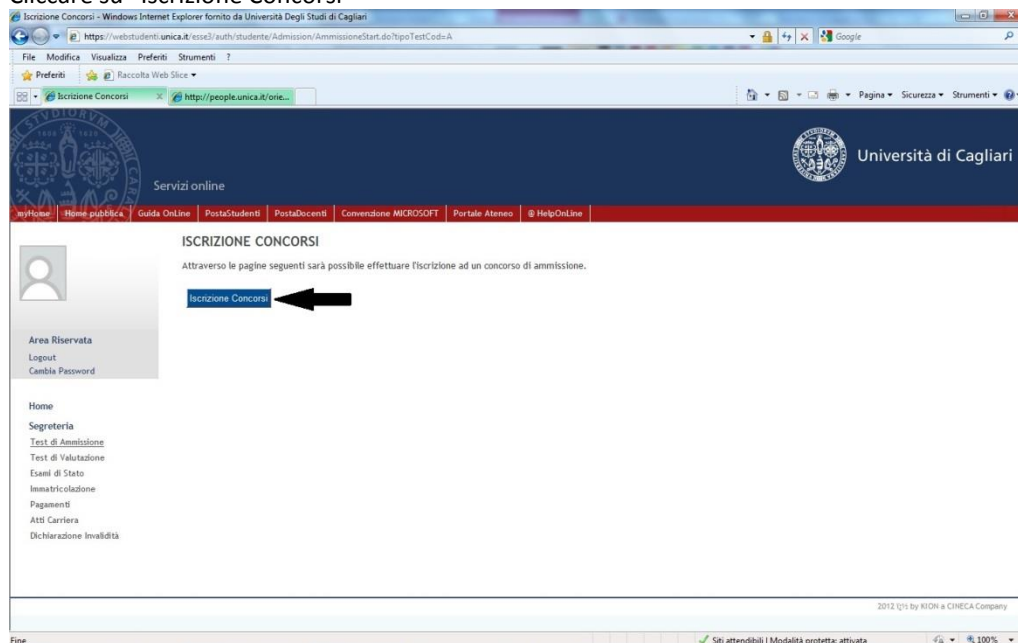 Cliccare su "Iscrizione Concorsi"
Iscrizione Concorsi - Windows Internet Explorer fornito da Università Degli Studi di Cagliari
https://webstudenti.unica.it/esse3/auth/studente/Admission/AmmissioneStart.do?tipoTestCod=A
Google
File Modifica Visualizza Preferiti Strumenti ?
Preferiti Raccolta Web Slice
Iscrizione Concorsi http://people.unica.it/orie... Pagina Sicurezza Strumenti
Università di Cagliari
Servizi online
myHome Home pubblica Guida OnLine PostaStudenti PostaDocenti Convenzione MICROSOFT Portale Ateneo @ HelpOnLine
ISCRIZIONE CONCORSI
Attraverso le pagine seguenti sarà possibile effettuare l'iscrizione ad un concorso di ammissione.
Iscrizione Concorsi
Area Riservata
Logout
Cambia Password
Home
Segreteria
Test di Ammissione
Test di Valutazione
Esami di Stato
Immatricolazione
Pagamenti
Atti Carriera
Dichiarazione Invalidità
2012 by KION a CINECA Company
Fine Siti attendibili | Modalità protetta: attivata 100%